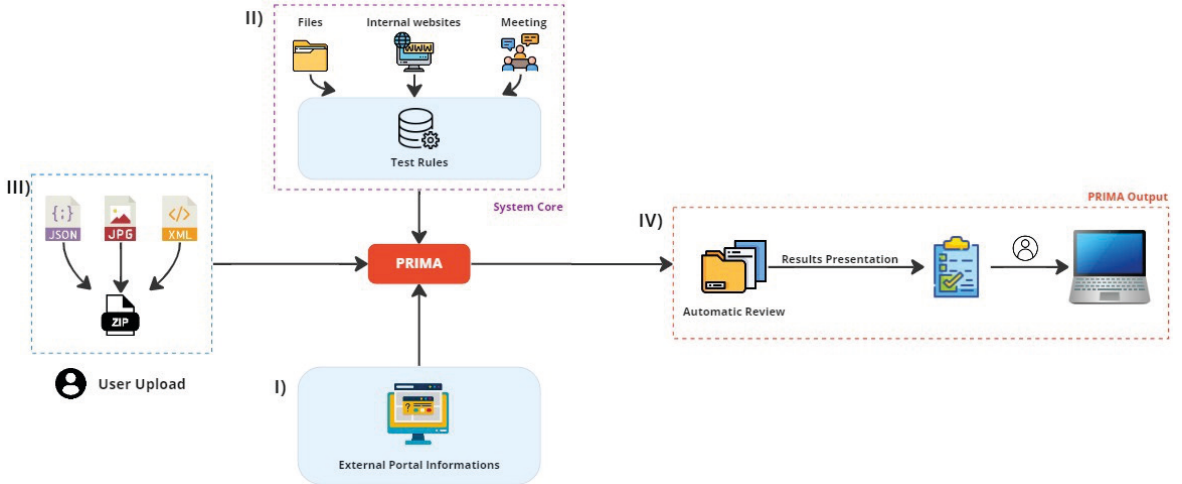 II)
Files
Internal websites
Meeting
WWW
Test Rules
System Core
III)
{;}
JSON
JPG
</>
XML
ZIP
User Upload
PRIMA
I)
?
External Portal Informations
PRIMA Output
IV)
Results Presentation
Automatic Review